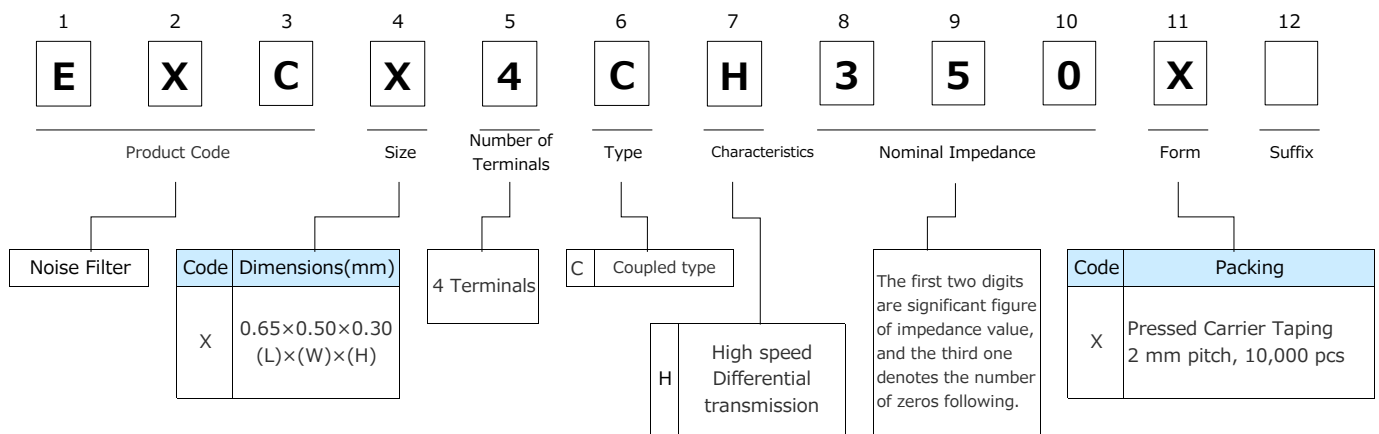 1 2 3 4 5 6 7 8 9 10 11 12
E X C X 4 C H 3 5 0 X
Product Code
Size
Number of
Terminals
Type
Characteristics
Nominal Impedance
Form
Suffix
Noise Filter
Code Dimensions(mm)
X 0.65×0.50×0.30
(L)×(W)×(H)
4 Terminals
C Coupled type
H High speed
Differential
transmission
The first two digits
are significant figure
of impedance value,
and the third one
denotes the number
of zeros following.
Code Packing
X Pressed Carrier Taping
2 mm pitch, 10,000 pcs